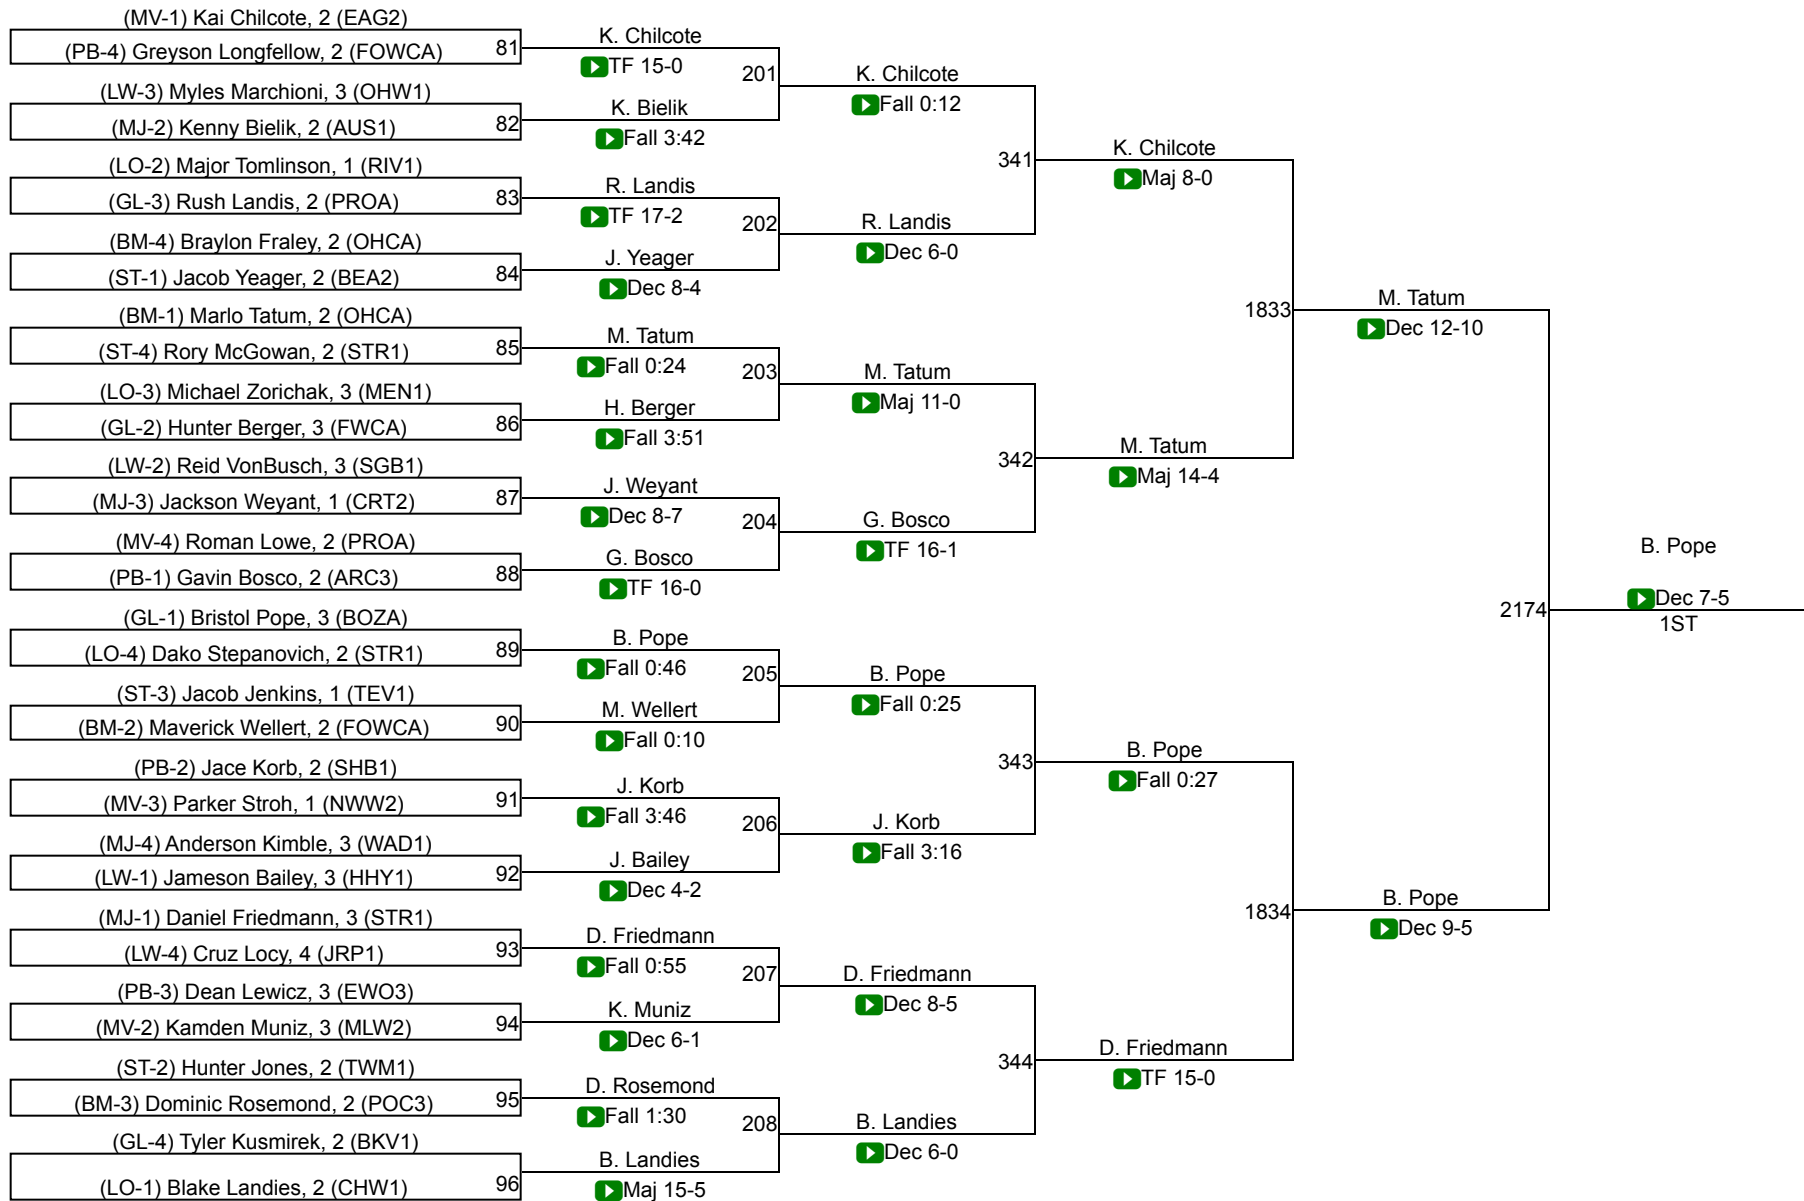 (MV-1) Kai Chilcote, 2 (EAG2)
(PB-4) Greyson Longfellow, 2 (FOWCA)
81
(LW-3) Myles Marchioni, 3 (OHW1)
(MJ-2) Kenny Bielik, 2 (AUS1)
82
(LO-2) Major Tomlinson, 1 (RIV1)
(GL-3) Rush Landis, 2 (PROA)
83
(BM-4) Braylon Fraley, 2 (OHCA)
(ST-1) Jacob Yeager, 2 (BEA2)
84
(BM-1) Marlo Tatum, 2 (OHCA)
(ST-4) Rory McGowan, 2 (STR1)
85
(LO-3) Michael Zorichak, 3 (MEN1)
(GL-2) Hunter Berger, 3 (FWCA)
86
(LW-2) Reid VonBusch, 3 (SGB1)
(MJ-3) Jackson Weyant, 1 (CRT2)
87
(MV-4) Roman Lowe, 2 (PROA)
(PB-1) Gavin Bosco, 2 (ARC3)
88
(GL-1) Bristol Pope, 3 (BOZA)
(LO-4) Dako Stepanovich, 2 (STR1)
89
(ST-3) Jacob Jenkins, 1 (TEV1)
(BM-2) Maverick Wellert, 2 (FOWCA)
90
(PB-2) Jace Korb, 2 (SHB1)
(MV-3) Parker Stroh, 1 (NWW2)
91
(MJ-4) Anderson Kimble, 3 (WAD1)
(LW-1) Jameson Bailey, 3 (HHY1)
92
(MJ-1) Daniel Friedmann, 3 (STR1)
(LW-4) Cruz Locy, 4 (JRP1)
93
(PB-3) Dean Lewicz, 3 (EWO3)
(MV-2) Kamden Muniz, 3 (MLW2)
94
(ST-2) Hunter Jones, 2 (TWM1)
(BM-3) Dominic Rosemond, 2 (POC3)
95
(GL-4) Tyler Kusmirek, 2 (BKV1)
(LO-1) Blake Landies, 2 (CHW1)
96
K. Chilcote
TF 15-0
201
K. Bielik
Fall 3:42
R. Landis
TF 17-2
202
J. Yeager
Dec 8-4
M. Tatum
Fall 0:24
203
H. Berger
Fall 3:51
J. Weyant
Dec 8-7
204
G. Bosco
TF 16-0
B. Pope
Fall 0:46
205
M. Wellert
Fall 0:10
J. Korb
Fall 3:46
206
J. Bailey
Dec 4-2
D. Friedmann
Fall 0:55
207
K. Muniz
Dec 6-1
D. Rosemond
Fall 1:30
208
B. Landies
Maj 15-5
K. Chilcote
Fall 0:12
341
R. Landis
Dec 6-0
M. Tatum
Maj 11-0
342
G. Bosco
TF 16-1
B. Pope
Fall 0:25
343
J. Korb
Fall 3:16
D. Friedmann
Dec 8-5
344
B. Landies
Dec 6-0
K. Chilcote
Maj 8-0
1833
M. Tatum
Maj 14-4
B. Pope
Fall 0:27
1834
D. Friedmann
TF 15-0
M. Tatum
Dec 12-10
2174
B. Pope
Dec 9-5
B. Pope
Dec 7-5
1ST